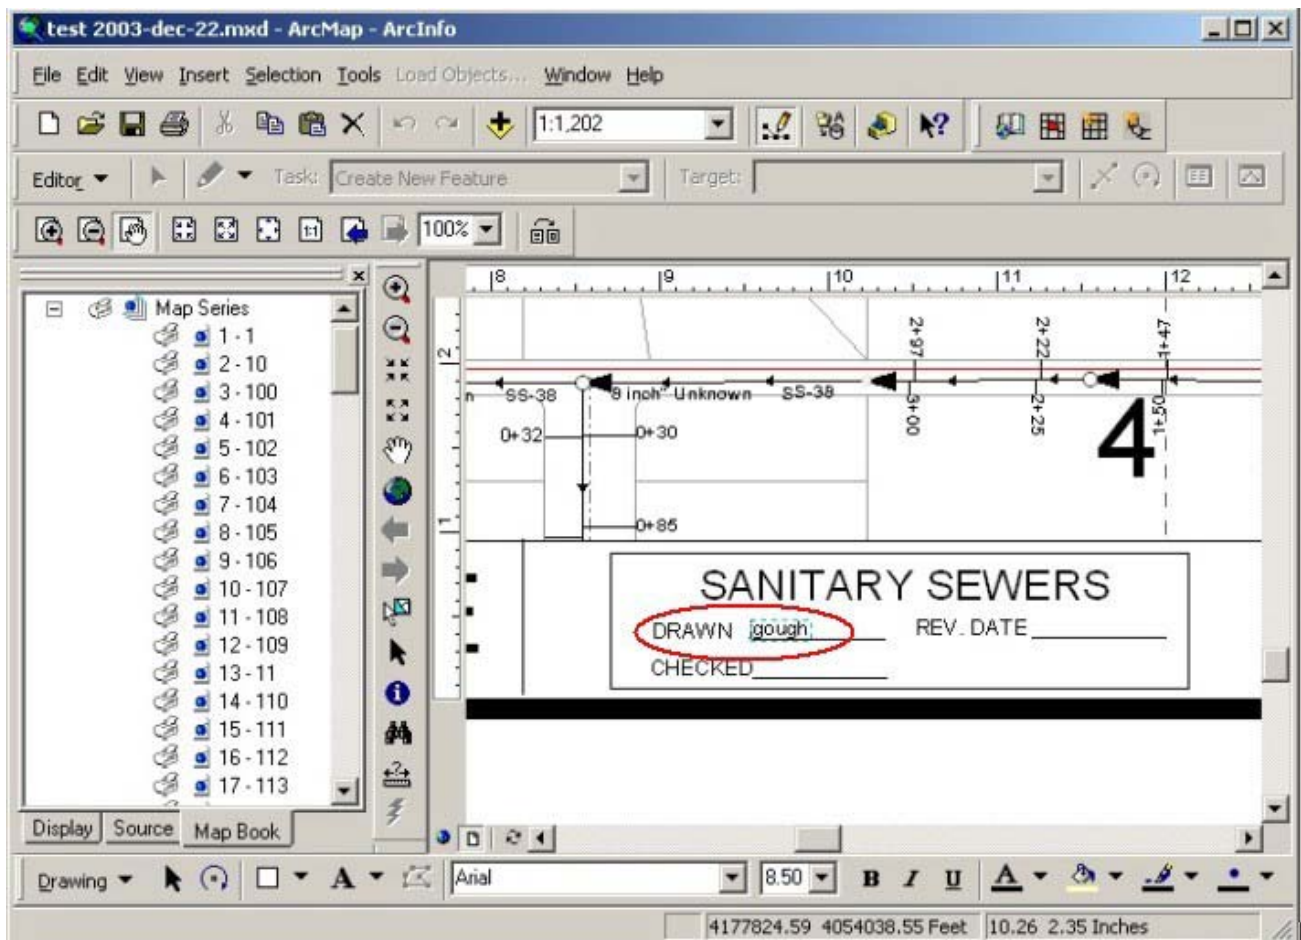 test 2003-dec-22.mxd - ArcMap - ArcInfo
File Edit View Insert Selection Tools Load Objects... Window Help
1:1,202
Editor Task: Create New Feature Target:
1:1 100%
Map Series
1 - 1
2 - 10
3 - 100
4 - 101
5 - 102
6 - 103
7 - 104
8 - 105
9 - 106
10 - 107
11 - 108
12 - 109
13 - 11
14 - 110
15 - 111
16 - 112
17 - 113
Display Source Map Book
8 9 10 11 12
2
1
2+97 2+22 1+47
n SS-38 8 inch" Unknown SS-38
3+00 2+25 1+50
4
0+32 0+30
0+85
SANITARY SEWERS
DRAWN gough REV. DATE
CHECKED
Drawing A Arial 8.50 B I U A
4177824.59 4054038.55 Feet 10.26 2.35 Inches